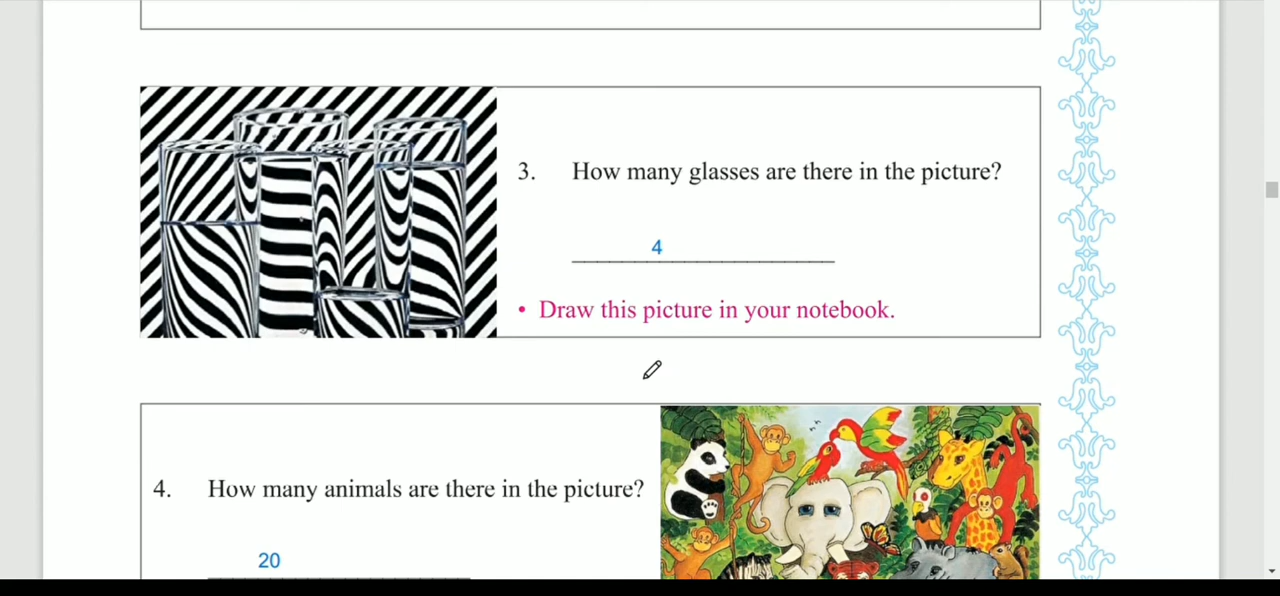 3. How many glasses are there in the picture?
4
• Draw this picture in your notebook.
4. How many animals are there in the picture?
20